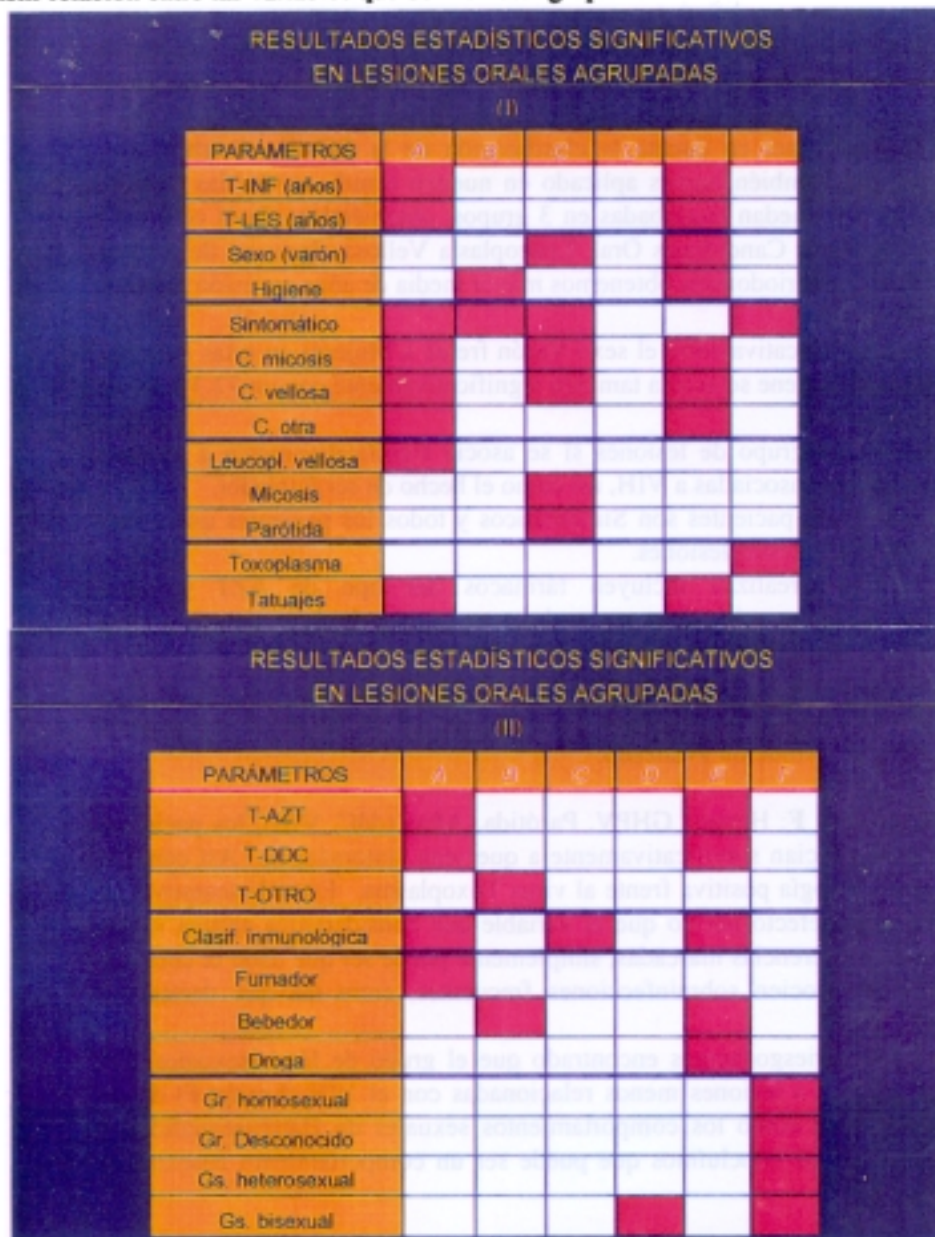 RESULTADOS ESTADÍSTICOS SIGNIFICATIVOS
EN LESIONES ORALES AGRUPADAS
(I)
PARÁMETROS A B C D E F
T-INF (años)
T-LES (años)
Sexo (varón)
Higiene
Sintomático
C. micosis
C. vellosa
C. otra
Leucopl. vellosa
Micosis
Parótida
Toxoplasma
Tatuajes
RESULTADOS ESTADÍSTICOS SIGNIFICATIVOS
EN LESIONES ORALES AGRUPADAS
(II)
PARÁMETROS A B C D E F
T-AZT
T-DDC
T-OTRO
Clasif. inmunológica
Fumador
Bebedor
Droga
Gr. homosexual
Gr. Desconocido
Gs. heterosexual
Gs. bisexual